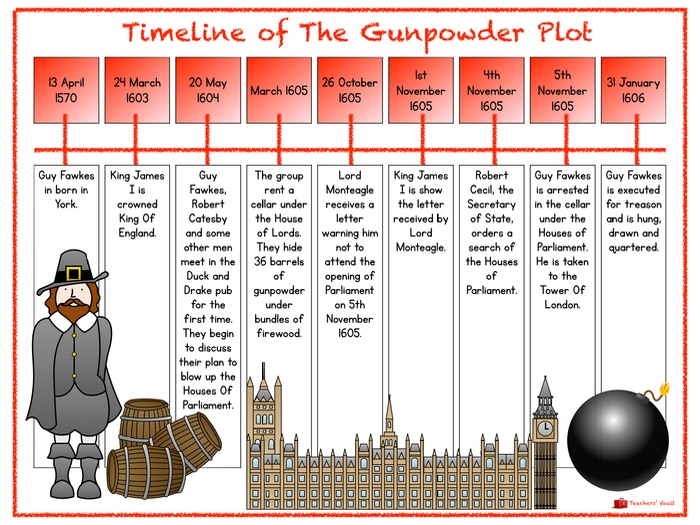 Timeline of The Gunpowder Plot
13 April
1570
24 March
1603
20 May
1604
March 1605
26 October
1605
1st
November
1605
4th
November
1605
5th
November
1605
31 January
1606
Guy Fawkes
in born in
York.
King James
I is
crowned
King Of
England.
Guy
Fawkes,
Robert
Catesby
and some
other men
meet in the
Duck and
Drake pub
for the
first time.
They begin
to discuss
their plan to
blow up the
Houses Of
Parliament.
The group
rent a
cellar under
the House
of Lords.
They hide
36 barrels
of
gunpowder
under
bundles of
firewood.
Lord
Monteagle
receives a
letter
warning him
not to
attend the
opening of
Parliament
on 5th
November
1605.
King James
I is show
the letter
received by
Lord
Monteagle.
Robert
Cecil, the
Secretary
of State,
orders a
search of
the Houses
of
Parliament.
Guy Fawkes
is arrested
in the cellar
under the
Houses of
Parliament.
He is taken
to the
Tower Of
London.
Guy Fawkes
is executed
for treason
and is hung,
drawn and
quartered.
Teachers' Vault